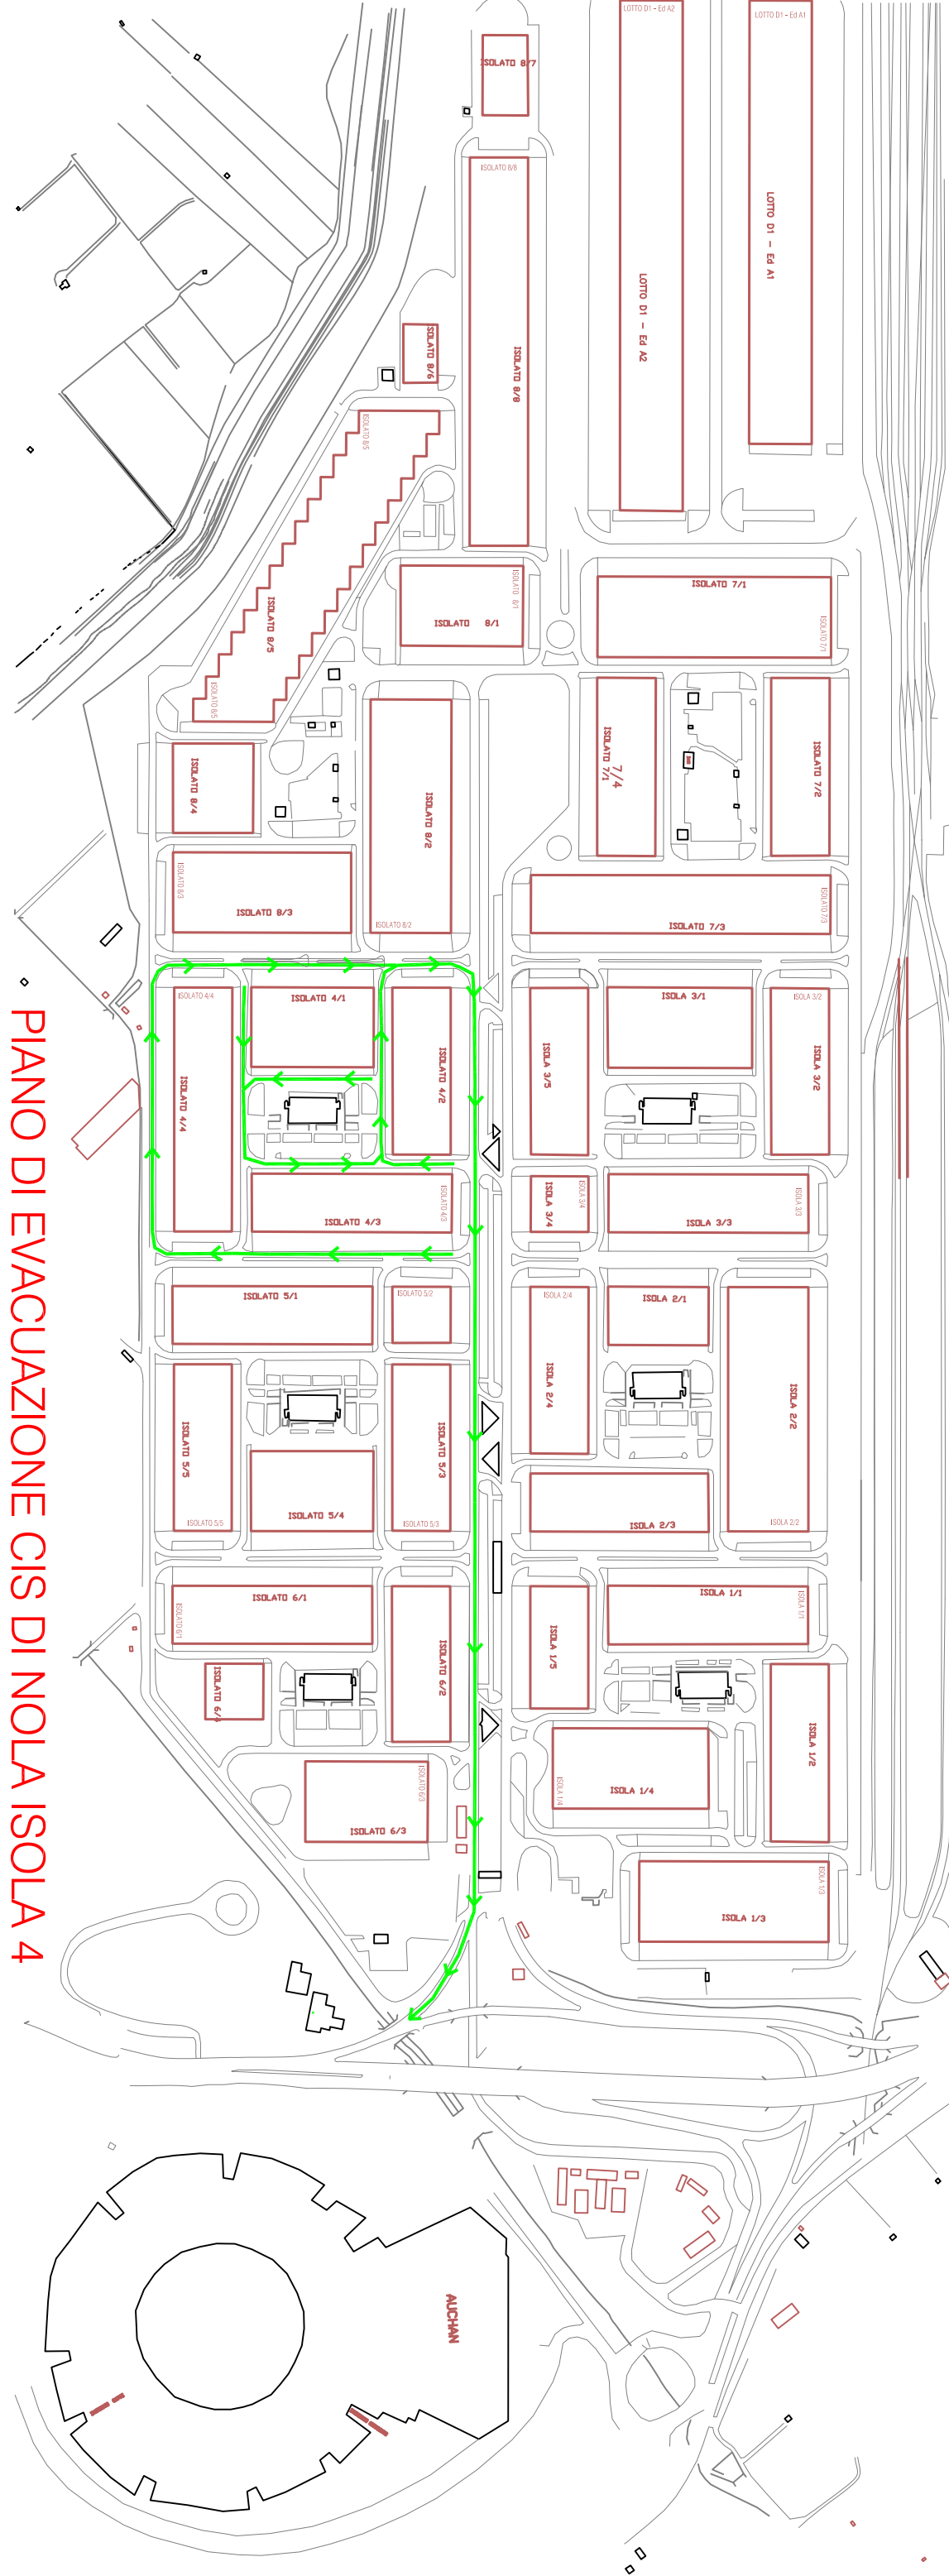 LOTTO D1 - Ed A2
LOTTO D1 - Ed A1
ISOLATO 8/7
ISOLATO 8/8
LOTTO D1 - Ed A1
LOTTO D1 - Ed A2
SOLATO 8/6
ISOLATO 8/8
ISOLATO 8/5
ISOLATO 8/1
ISOLATO 7/1
ISOLATO 8/5
ISOLATO 8/1
ISOLATO 7/1
ISOLATO 8/5
ISOLATO 7/1
7/4
ISOLATO 7/2
ISOLATO 8/4
ISOLATO 8/2
ISOLATO 8/3
ISOLATO 8/3
ISOLATO 8/2
ISOLATO 7/3
ISOLATO 7/3
ISOLATO 4/4
ISOLATO 4/1
ISOLA 3/1
ISOLA 3/2
ISOLATO 4/4
ISOLATO 4/2
ISOLA 3/5
ISOLA 3/2
ISOLATO 4/3
ISOLATO 4/3
ISOLA 3/4
ISOLA 3/4
ISOLA 3/3
ISOLA 3/3
PIANO DI EVACUAZIONE CIS DI NOLA ISOLA 4
ISOLATO 5/1
ISOLATO 5/2
ISOLA 2/4
ISOLA 2/1
ISOLATO 5/5
ISOLATO 5/3
ISOLA 2/4
ISOLA 2/2
ISOLATO 5/5
ISOLATO 5/4
ISOLATO 5/3
ISOLA 2/3
ISOLA 2/2
ISOLATO 6/1
ISOLATO 6/1
ISOLATO 6/2
ISOLA 1/5
ISOLA 1/1
ISOLA 1/1
ISOLATO 6/4
ISOLA 1/2
ISOLATO 6/3
ISOLATO 6/3
ISOLA 1/4
ISOLA 1/4
ISOLA 1/3
ISOLA 1/3
AUCHAN